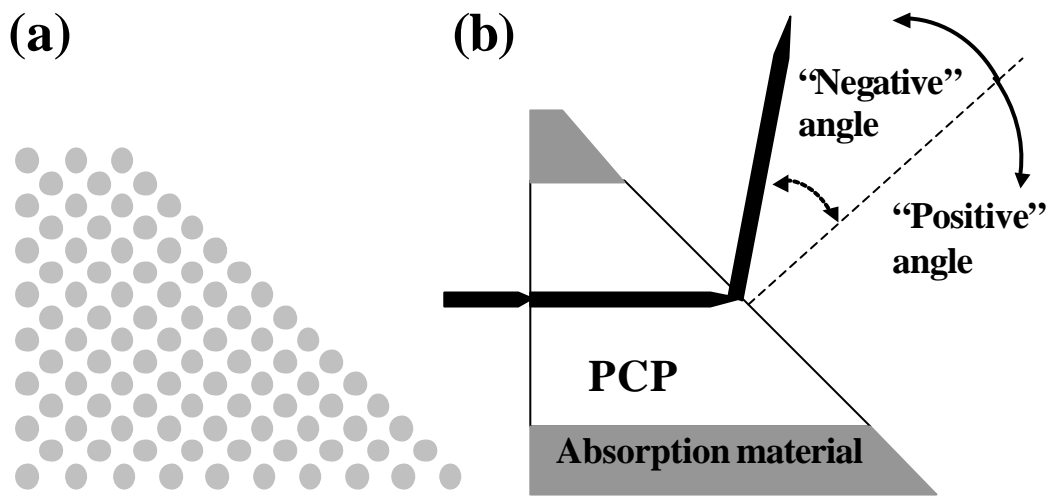 (a)
(b)
“Negative”
angle
“Positive”
angle
PCP
Absorption material